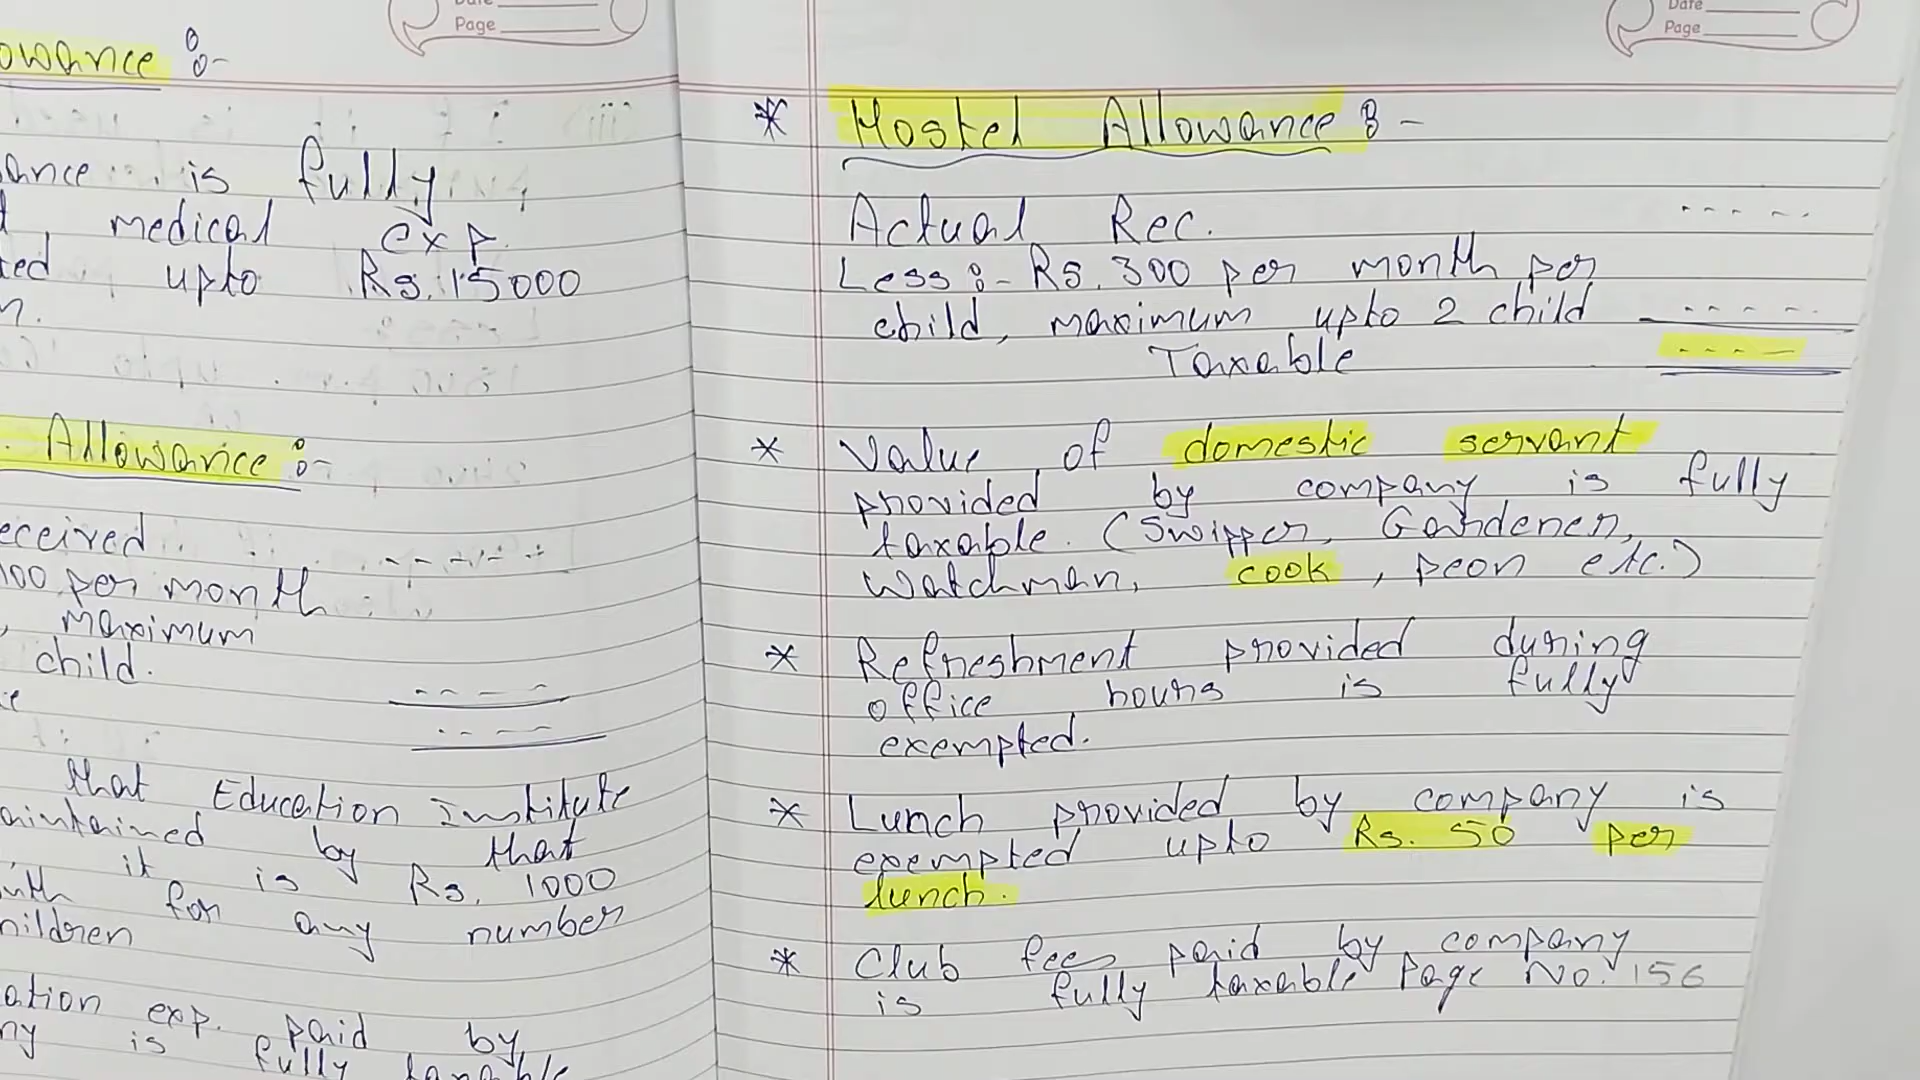 Date
Page
owance :-
ance is fully
medical exp.
ted upto Rs. 15000
n.
. Allowance :-
eceived
100 per month
, maximum
child.
that Education Institute
aintained by that
it is Rs. 1000
for any number
hildren
ation exp. paid by
ny is fully taxable
Date
Page
* Hostel Allowance :-
Actual Rec. - - - - -
Less :- Rs. 300 per month per
child, maximum upto 2 child - - - - -
Taxable - - - -
* Value of domestic servant
provided by company is fully
taxable. (Swipper, Gardener,
Watchman, cook, peon etc.)
* Refreshment provided during
office hours is fully
exempted.
* Lunch provided by company is
exempted upto Rs. 50 per
lunch.
* Club fees paid by company
is fully taxable Page No. 156